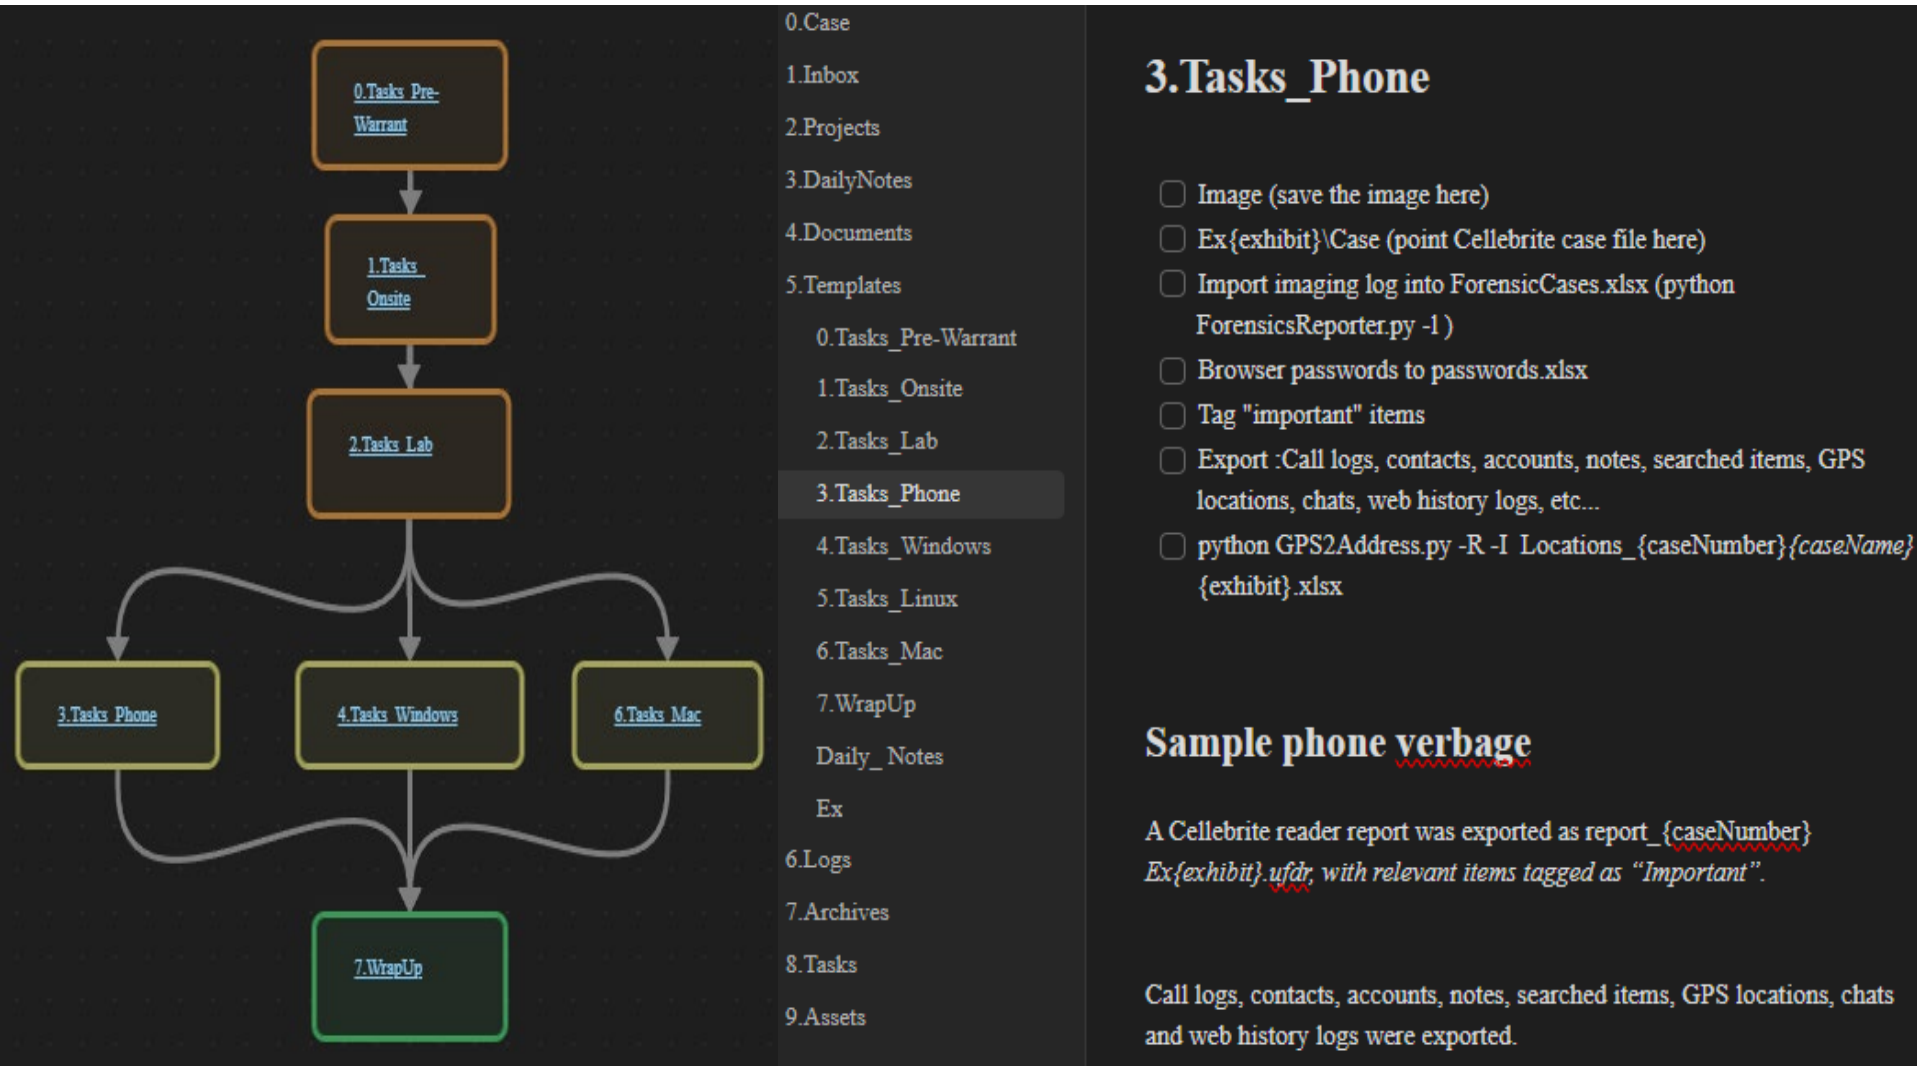 0.Tasks_Pre-
Warrant
1.Tasks_
Onsite
2.Tasks_Lab
3.Tasks_Phone
4.Tasks_Windows
6.Tasks_Mac
7.WrapUp
0.Case
1.Inbox
2.Projects
3.DailyNotes
4.Documents
5.Templates
0.Tasks_Pre-Warrant
1.Tasks_Onsite
2.Tasks_Lab
3.Tasks_Phone
4.Tasks_Windows
5.Tasks_Linux
6.Tasks_Mac
7.WrapUp
Daily_ Notes
Ex
6.Logs
7.Archives
8.Tasks
9.Assets
3.Tasks_Phone
Image (save the image here)
Ex{exhibit}\Case (point Cellebrite case file here)
Import imaging log into ForensicCases.xlsx (python
ForensicsReporter.py -l )
Browser passwords to passwords.xlsx
Tag "important" items
Export :Call logs, contacts, accounts, notes, searched items, GPS
locations, chats, web history logs, etc...
python GPS2Address.py -R -I  Locations_{caseNumber}{caseName}
{exhibit}.xlsx
Sample phone verbage
A Cellebrite reader report was exported as report_{caseNumber}
Ex{exhibit}.ufdr, with relevant items tagged as “Important”.
Call logs, contacts, accounts, notes, searched items, GPS locations, chats
and web history logs were exported.